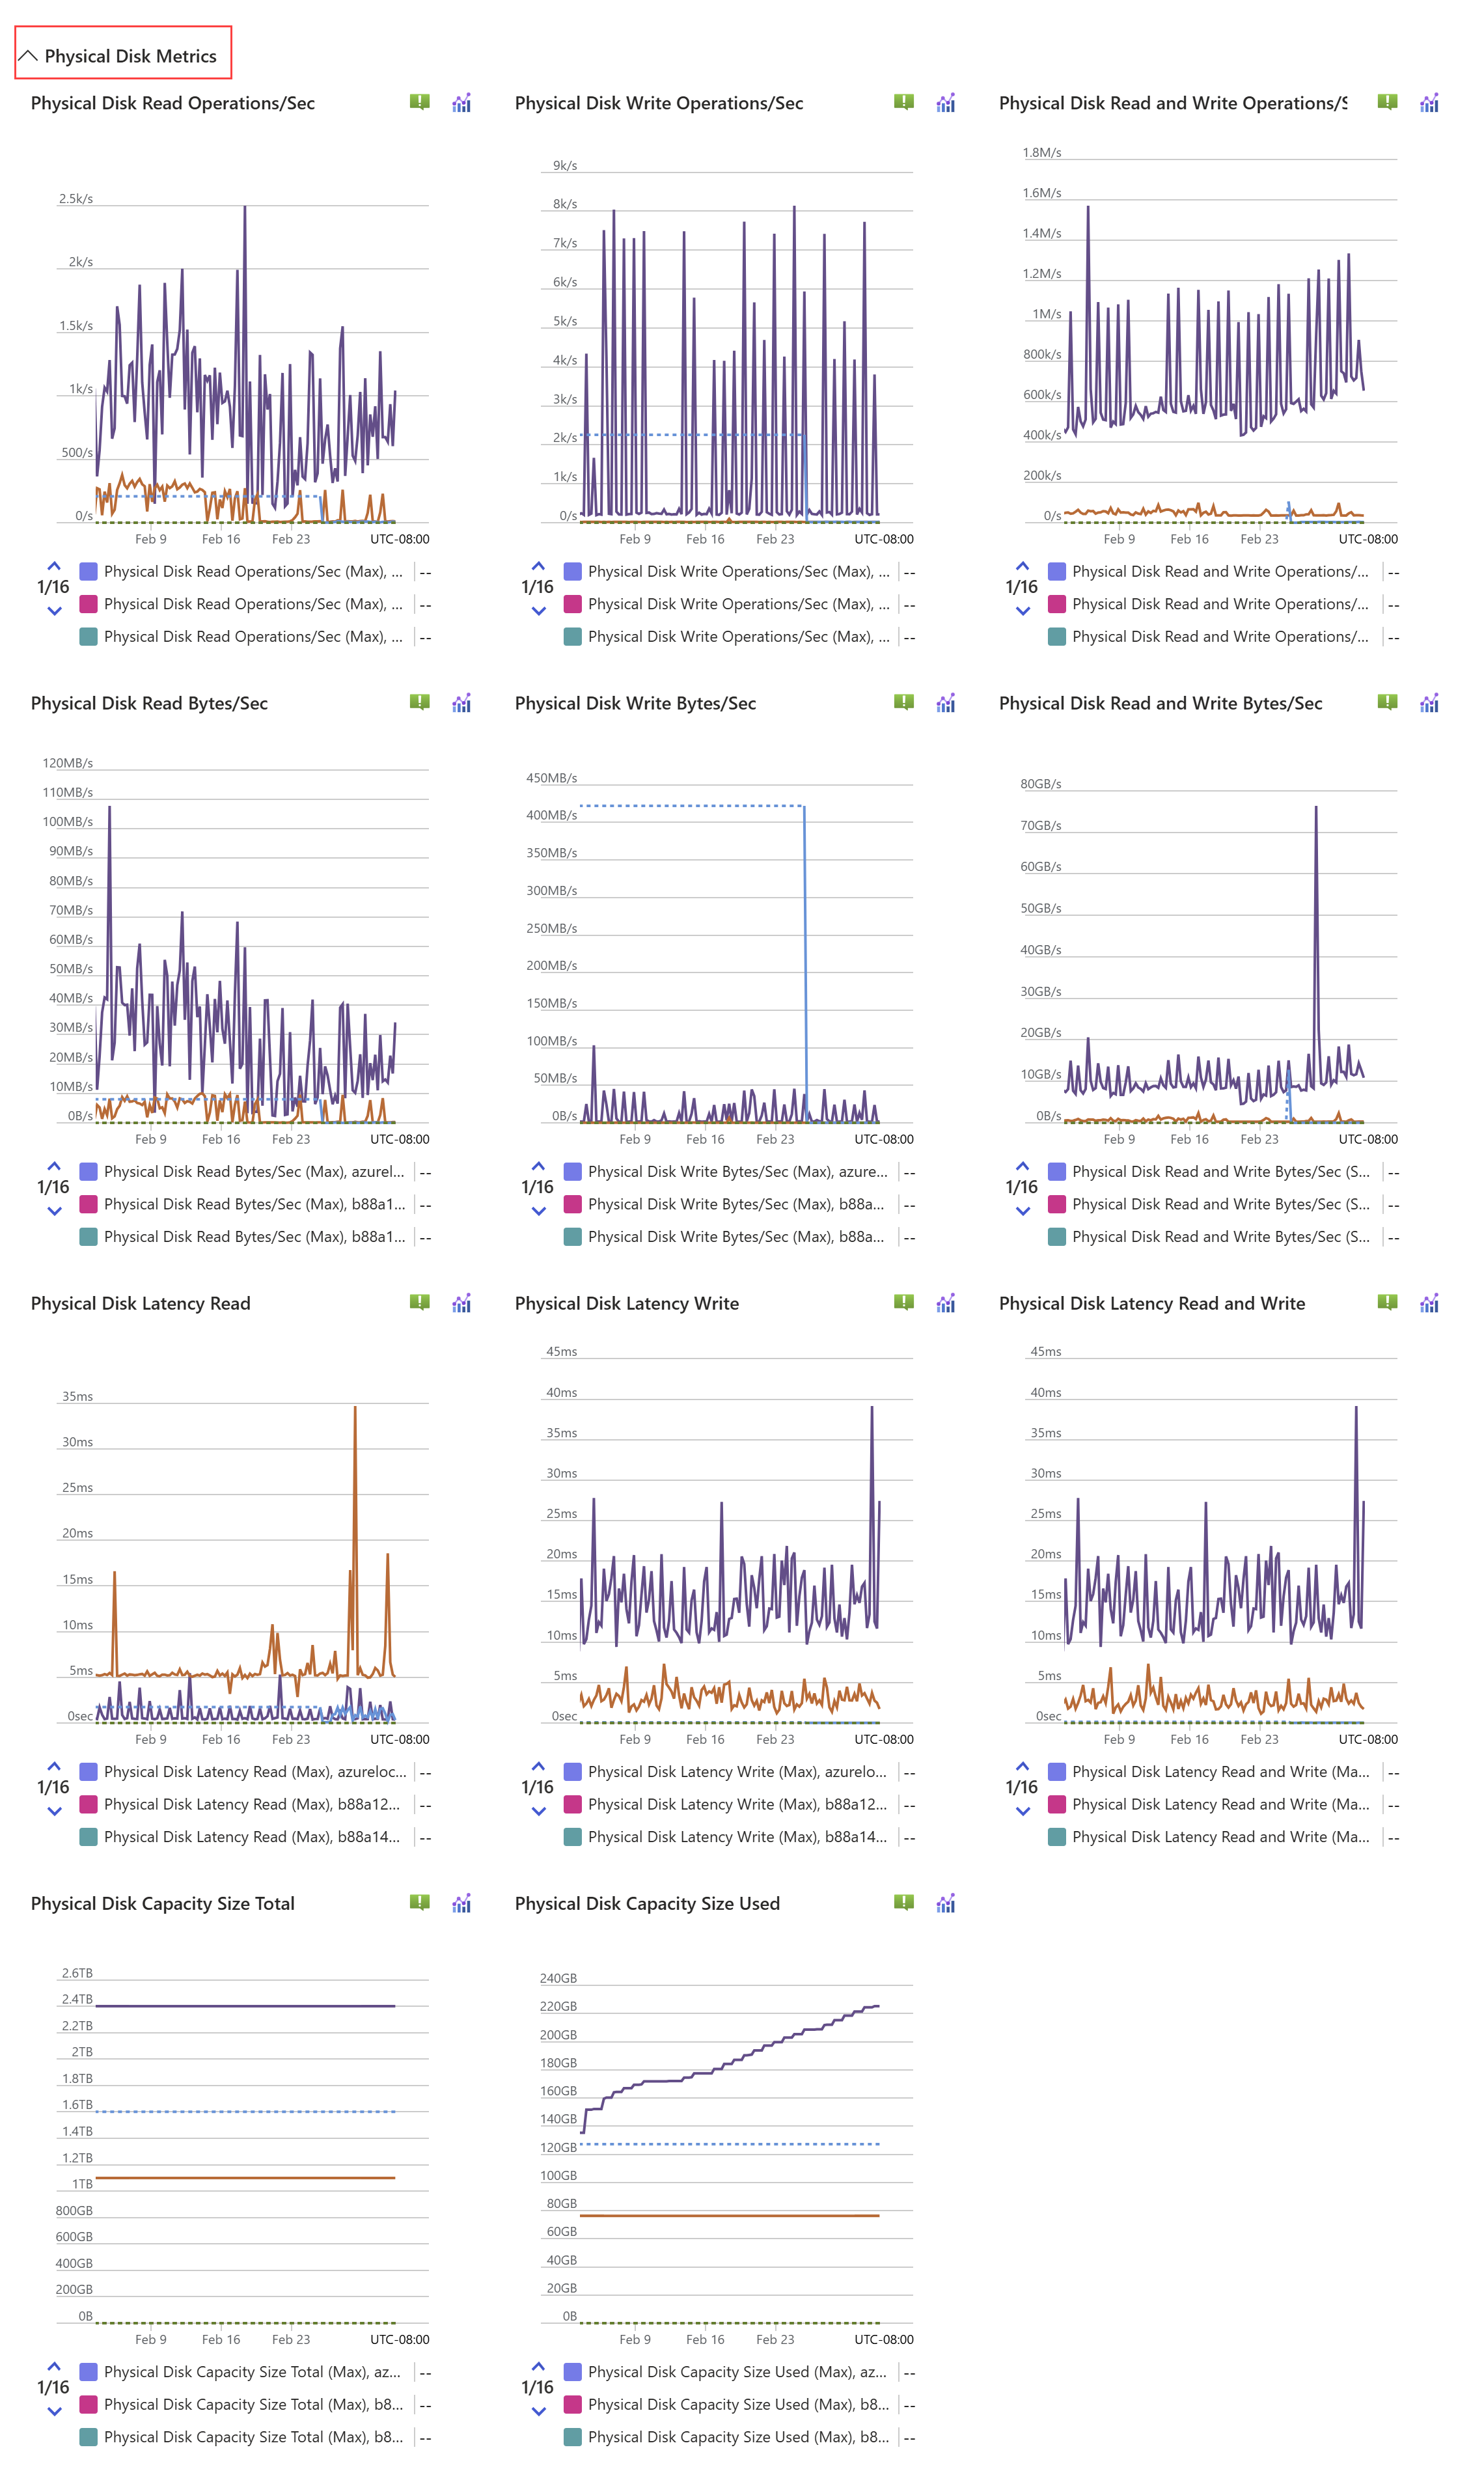 Physical Disk Metrics
Physical Disk Read Operations/Sec
2.5k/s
2k/s
1.5k/s
1k/s
500/s
0/s
Feb 9 Feb 16 Feb 23 UTC-08:00
1/16
Physical Disk Read Operations/Sec (Max), ... --
Physical Disk Read Operations/Sec (Max), ... --
Physical Disk Read Operations/Sec (Max), ... --
Physical Disk Write Operations/Sec
9k/s
8k/s
7k/s
6k/s
5k/s
4k/s
3k/s
2k/s
1k/s
0/s
Feb 9 Feb 16 Feb 23 UTC-08:00
1/16
Physical Disk Write Operations/Sec (Max), ... --
Physical Disk Write Operations/Sec (Max), ... --
Physical Disk Write Operations/Sec (Max), ... --
Physical Disk Read and Write Operations/S
1.8M/s
1.6M/s
1.4M/s
1.2M/s
1M/s
800k/s
600k/s
400k/s
200k/s
0/s
Feb 9 Feb 16 Feb 23 UTC-08:00
1/16
Physical Disk Read and Write Operations/... --
Physical Disk Read and Write Operations/... --
Physical Disk Read and Write Operations/... --
Physical Disk Read Bytes/Sec
120MB/s
110MB/s
100MB/s
90MB/s
80MB/s
70MB/s
60MB/s
50MB/s
40MB/s
30MB/s
20MB/s
10MB/s
0B/s
Feb 9 Feb 16 Feb 23 UTC-08:00
1/16
Physical Disk Read Bytes/Sec (Max), azurel... --
Physical Disk Read Bytes/Sec (Max), b88a1... --
Physical Disk Read Bytes/Sec (Max), b88a1... --
Physical Disk Write Bytes/Sec
450MB/s
400MB/s
350MB/s
300MB/s
250MB/s
200MB/s
150MB/s
100MB/s
50MB/s
0B/s
Feb 9 Feb 16 Feb 23 UTC-08:00
1/16
Physical Disk Write Bytes/Sec (Max), azure... --
Physical Disk Write Bytes/Sec (Max), b88a... --
Physical Disk Write Bytes/Sec (Max), b88a... --
Physical Disk Read and Write Bytes/Sec
80GB/s
70GB/s
60GB/s
50GB/s
40GB/s
30GB/s
20GB/s
10GB/s
0B/s
Feb 9 Feb 16 Feb 23 UTC-08:00
1/16
Physical Disk Read and Write Bytes/Sec (S... --
Physical Disk Read and Write Bytes/Sec (S... --
Physical Disk Read and Write Bytes/Sec (S... --
Physical Disk Latency Read
35ms
30ms
25ms
20ms
15ms
10ms
5ms
0sec
Feb 9 Feb 16 Feb 23 UTC-08:00
1/16
Physical Disk Latency Read (Max), azureloc... --
Physical Disk Latency Read (Max), b88a12... --
Physical Disk Latency Read (Max), b88a14... --
Physical Disk Latency Write
45ms
40ms
35ms
30ms
25ms
20ms
15ms
10ms
5ms
0sec
Feb 9 Feb 16 Feb 23 UTC-08:00
1/16
Physical Disk Latency Write (Max), azurelo... --
Physical Disk Latency Write (Max), b88a12... --
Physical Disk Latency Write (Max), b88a14... --
Physical Disk Latency Read and Write
45ms
40ms
35ms
30ms
25ms
20ms
15ms
10ms
5ms
0sec
Feb 9 Feb 16 Feb 23 UTC-08:00
1/16
Physical Disk Latency Read and Write (Ma... --
Physical Disk Latency Read and Write (Ma... --
Physical Disk Latency Read and Write (Ma... --
Physical Disk Capacity Size Total
2.6TB
2.4TB
2.2TB
2TB
1.8TB
1.6TB
1.4TB
1.2TB
1TB
800GB
600GB
400GB
200GB
0B
Feb 9 Feb 16 Feb 23 UTC-08:00
1/16
Physical Disk Capacity Size Total (Max), az... --
Physical Disk Capacity Size Total (Max), b8... --
Physical Disk Capacity Size Total (Max), b8... --
Physical Disk Capacity Size Used
240GB
220GB
200GB
180GB
160GB
140GB
120GB
100GB
80GB
60GB
40GB
20GB
0B
Feb 9 Feb 16 Feb 23 UTC-08:00
1/16
Physical Disk Capacity Size Used (Max), az... --
Physical Disk Capacity Size Used (Max), b8... --
Physical Disk Capacity Size Used (Max), b8... --